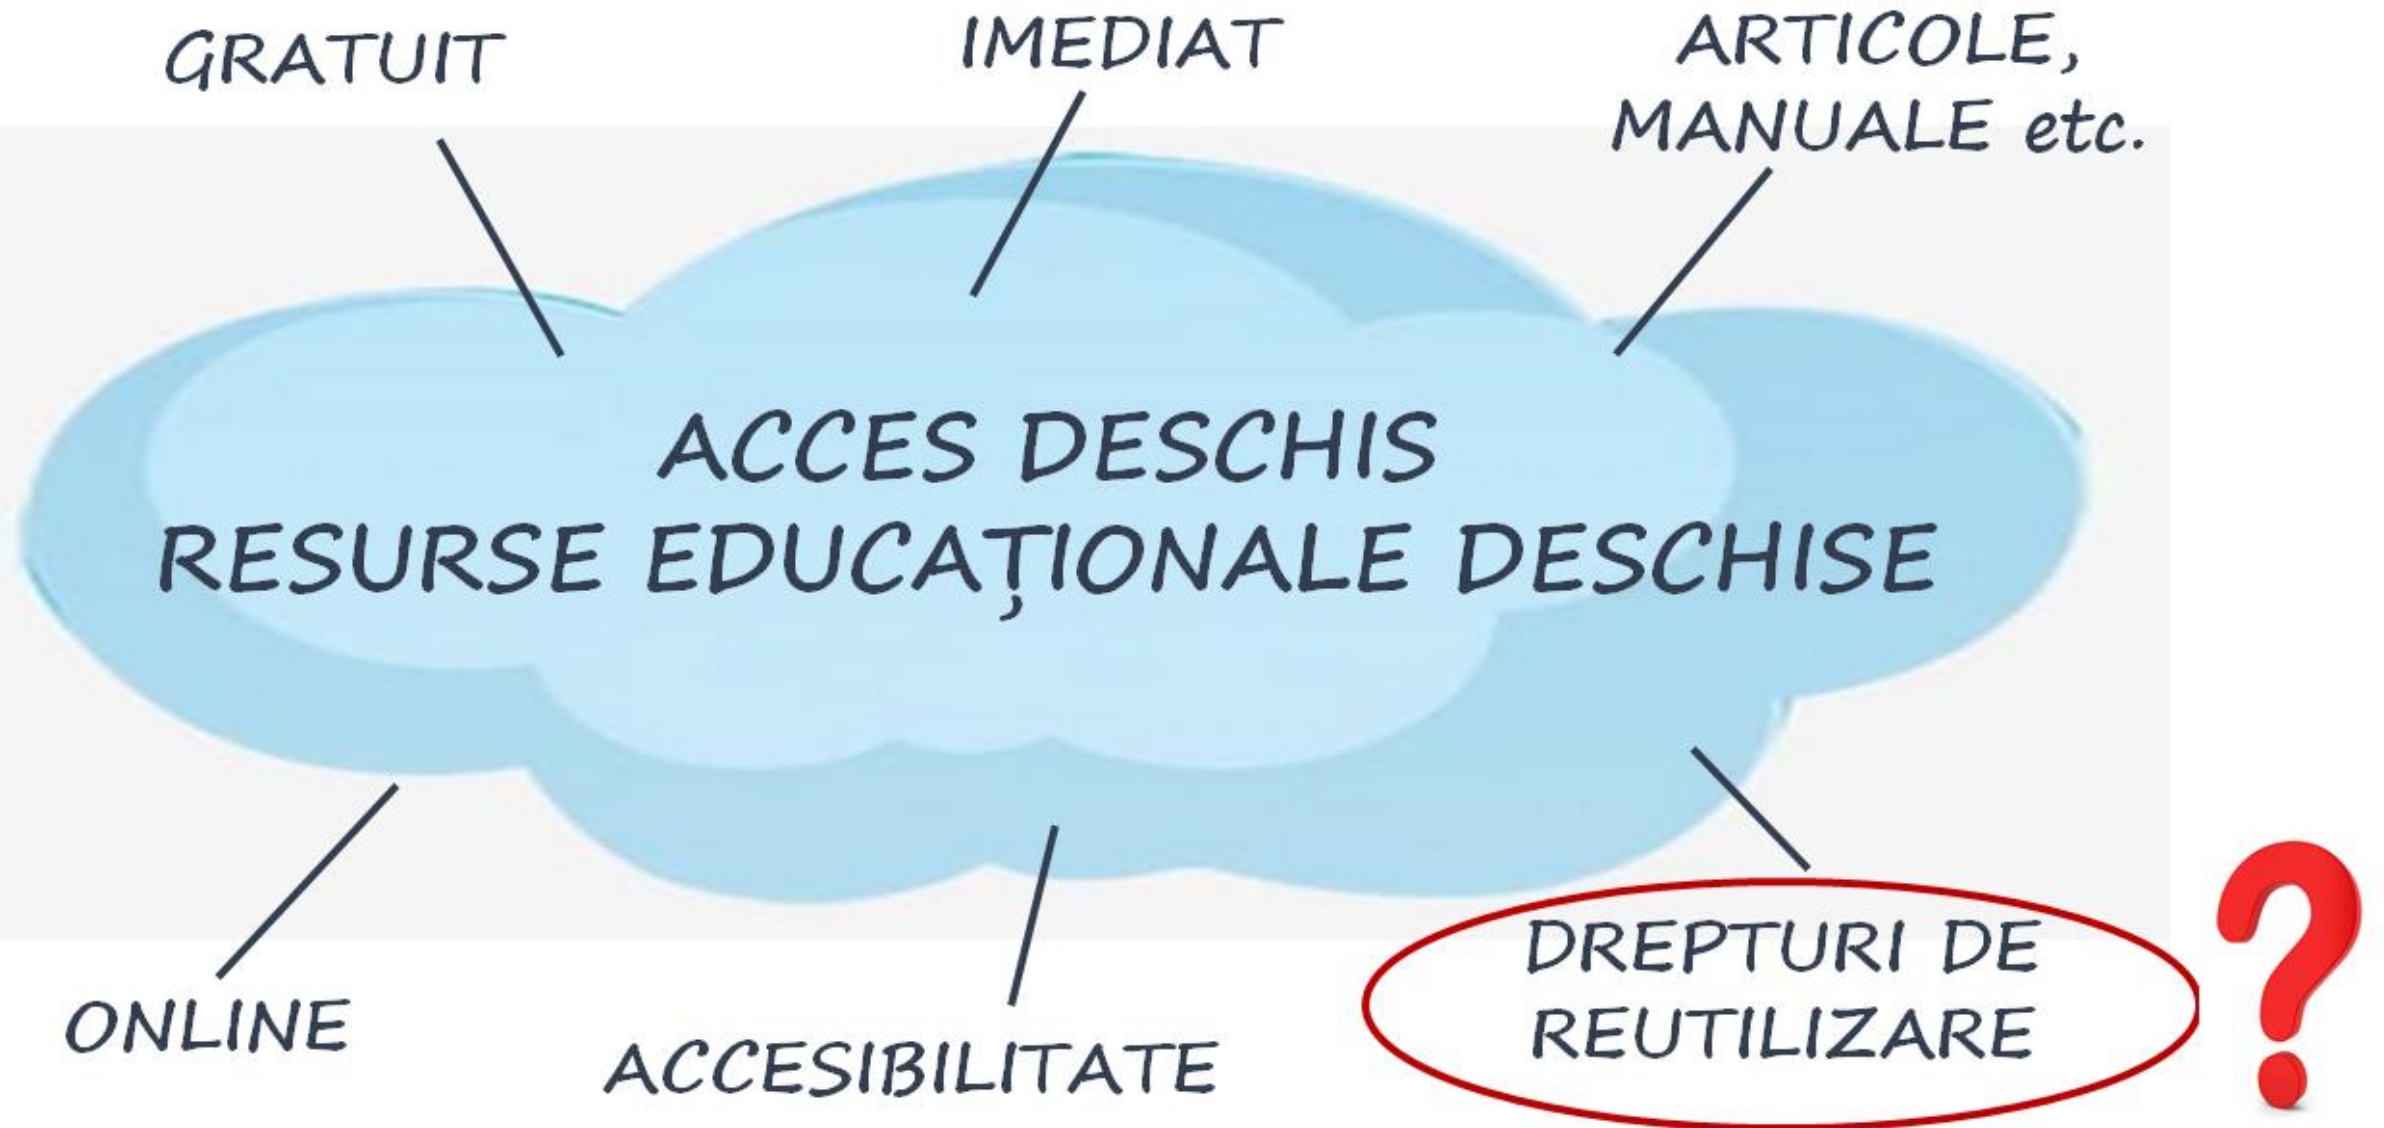 GRATUIT
IMEDIAT
ARTICOLE,
MANUALE etc.
ACCES DESCHIS
RESURSE EDUCAȚIONALE DESCHISE
ONLINE
ACCESIBILITATE
DREPTURI DE
REUTILIZARE
?